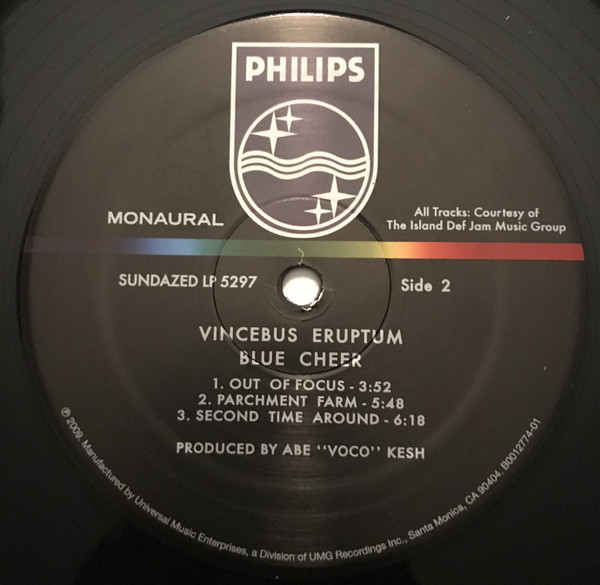 PHILIPS
MONAURAL
All Tracks: Courtesy of
The Island Def Jam Music Group
SUNDAZED LP 5297
Side 2
VINCEBUS ERUPTUM
BLUE CHEER
1. OUT OF FOCUS - 3:52
2. PARCHMENT FARM - 5:48
3. SECOND TIME AROUND - 6:18
PRODUCED BY ABE "VOCO" KESH
℗ 2009, Manufactured by Universal Music Enterprises, a Division of UMG Recordings Inc., Santa Monica, CA 90404. B0012774-01